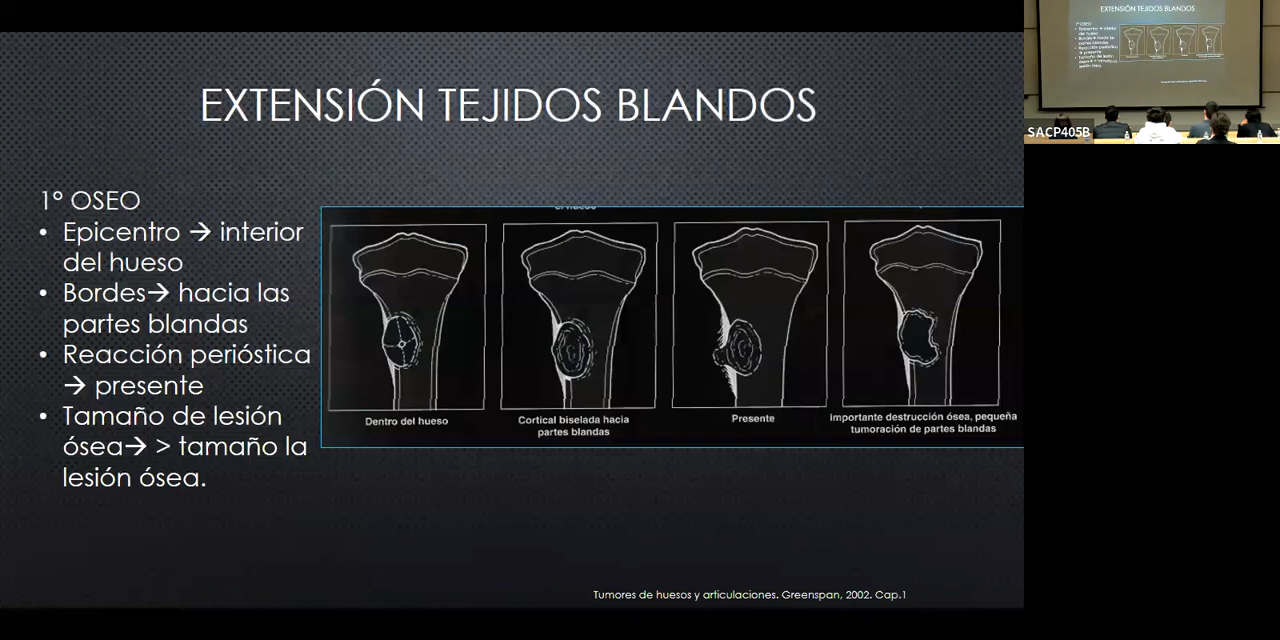 EXTENSIÓN TEJIDOS BLANDOS
1º OSEO
• Epicentro → interior
del hueso
• Bordes→ hacia las
partes blandas
• Reacción perióstica
→ presente
• Tamaño de lesión
ósea→ > tamaño la
lesión ósea.
Dentro del hueso
Cortical biselada hacia
partes blandas
Presente
Importante destrucción ósea, pequeña
tumoración de partes blandas
Tumores de huesos y articulaciones. Greenspan, 2002. Cap.1
EXTENSIÓN TEJIDOS BLANDOS
SACP405B